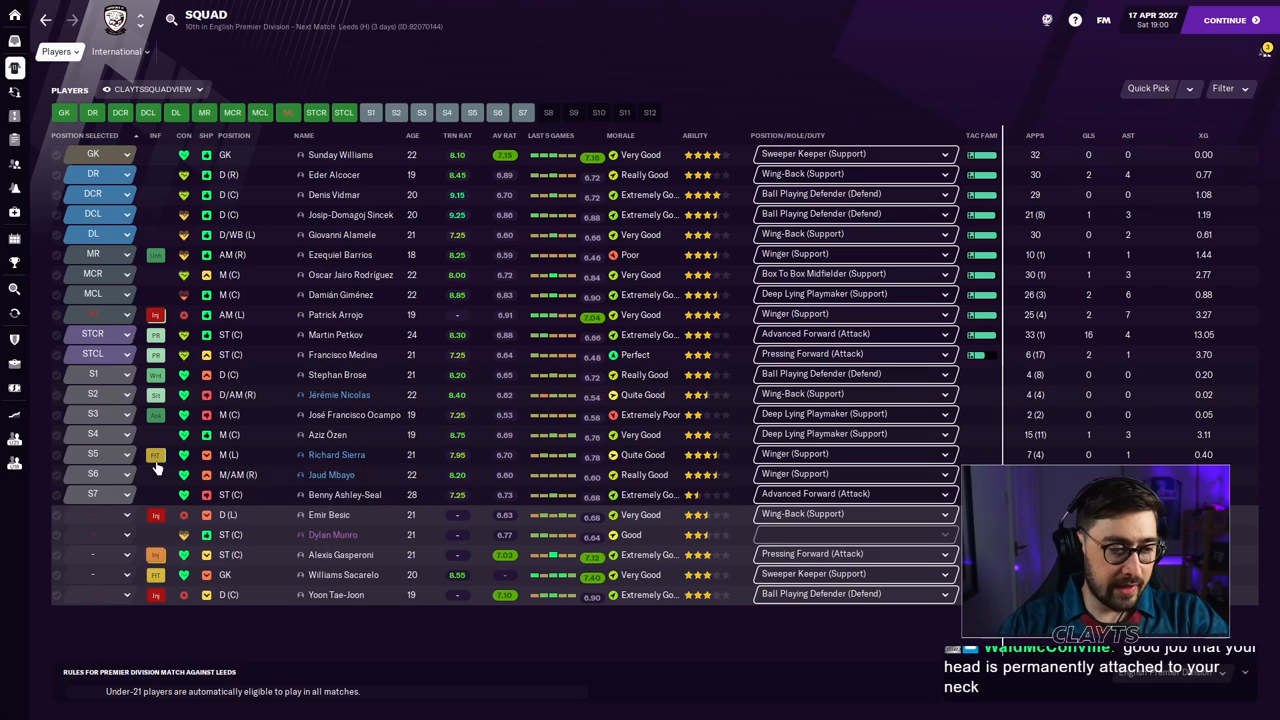 SQUAD
10th in English Premier Division - Next Match: Leeds (H) (3 days) (ID:82070144)
FM
17 APR 2027
Sat 19:00
CONTINUE
3
Players
International
PLAYERS
CLAYTSSQUADVIEW
Quick Pick
Filter
GK DR DCR DCL DL MR MCR MCL ML STCR STCL S1 S2 S3 S4 S5 S6 S7 S8 S9 S10 S11 S12
POSITION SELECTED INF CON SHP POSITION NAME AGE TRN RAT AV RAT LAST 5 GAMES MORALE ABILITY POSITION/ROLE/DUTY TAC FAMI APPS GLS AST XG
GK GK Sunday Williams 22 8.10 7.15 7.16 Very Good Sweeper Keeper (Support) 32 0 0 0.00
DR D (R) Eder Alocer 19 8.45 6.89 6.72 Really Good Wing-Back (Support) 30 2 4 0.77
DCR D (C) Denis Vidmar 20 9.15 6.70 6.72 Extremely Go... Ball Playing Defender (Defend) 29 0 0 1.08
DCL D (C) Josip-Domagoj Sincek 20 9.25 6.86 6.88 Extremely Go... Ball Playing Defender (Defend) 21 (8) 1 3 1.19
DL D/WB (L) Giovanni Alamele 21 7.25 6.60 6.66 Very Good Wing-Back (Support) 30 0 2 0.61
MR Unh AM (R) Ezequiel Barrios 18 8.25 6.59 6.46 Poor Winger (Support) 10 (1) 1 1 1.44
MCR M (C) Oscar Jairo Rodríguez 22 8.00 6.72 6.84 Very Good Box To Box Midfielder (Support) 30 (1) 1 3 2.77
MCL M (C) Damián Giménez 22 8.85 6.83 6.90 Extremely Go... Deep Lying Playmaker (Support) 26 (3) 2 6 0.88
Inj AM (L) Patrick Arrojo 19 - 6.91 7.04 Very Good Winger (Support) 25 (4) 2 7 3.27
STCR PR ST (C) Martin Petkov 24 8.30 6.88 6.66 Extremely Go... Advanced Forward (Attack) 33 (1) 16 4 13.05
STCL PR ST (C) Francisco Medina 21 7.25 6.64 6.48 Perfect Pressing Forward (Attack) 6 (17) 2 1 3.70
S1 Wnt D (C) Stephan Brose 21 8.20 6.65 6.72 Really Good Ball Playing Defender (Defend) 4 (8) 0 1 0.20
S2 Slt D/AM (R) Jérémie Nicolas 22 8.40 6.62 6.54 Quite Good Wing-Back (Support) 4 (4) 0 0 0.02
S3 M (C) José Francisco Ocampo 19 7.25 6.53 6.58 Extremely Poor Deep Lying Playmaker (Support) 2 (2) 0 0 0.05
S4 M (C) Aziz Özen 19 8.75 6.69 6.76 Extremely Go... Deep Lying Playmaker (Support) 15 (11) 1 3 3.11
S5 M (L) Richard Sierra 21 7.95 6.70 6.90 Quite Good Winger (Support) 7 (4) 0 1 0.40
S6 M/AM (R) Jaud Mbayo 22 8.20 6.60 6.60 Really Good Winger (Support)
S7 ST (C) Benny Ashley-Seal 28 7.25 6.73 6.68 Extremely Go... Advanced Forward (Attack)
Inj D (L) Emir Besic 21 - 6.63 6.68 Very Good Wing-Back (Support)
ST (C) Dylan Munro 21 - 6.77 6.64 Good
- Inj ST (C) Alexis Gasperoni 21 - 7.03 7.12 Extremely Go... Pressing Forward (Attack)
- GK Williams Sacarelo 20 8.55 - 7.40 Very Good Sweeper Keeper (Support)
Inj D (C) Yoon Tae-Joon 19 - 7.10 6.90 Extremely Go... Ball Playing Defender (Defend)
CLAYTS
WaldMcConville: good job that your
head is permanently attached to your
neck
RULES FOR PREMIER DIVISION MATCH AGAINST LEEDS
English Premier Division
Under-21 players are automatically eligible to play in all matches.